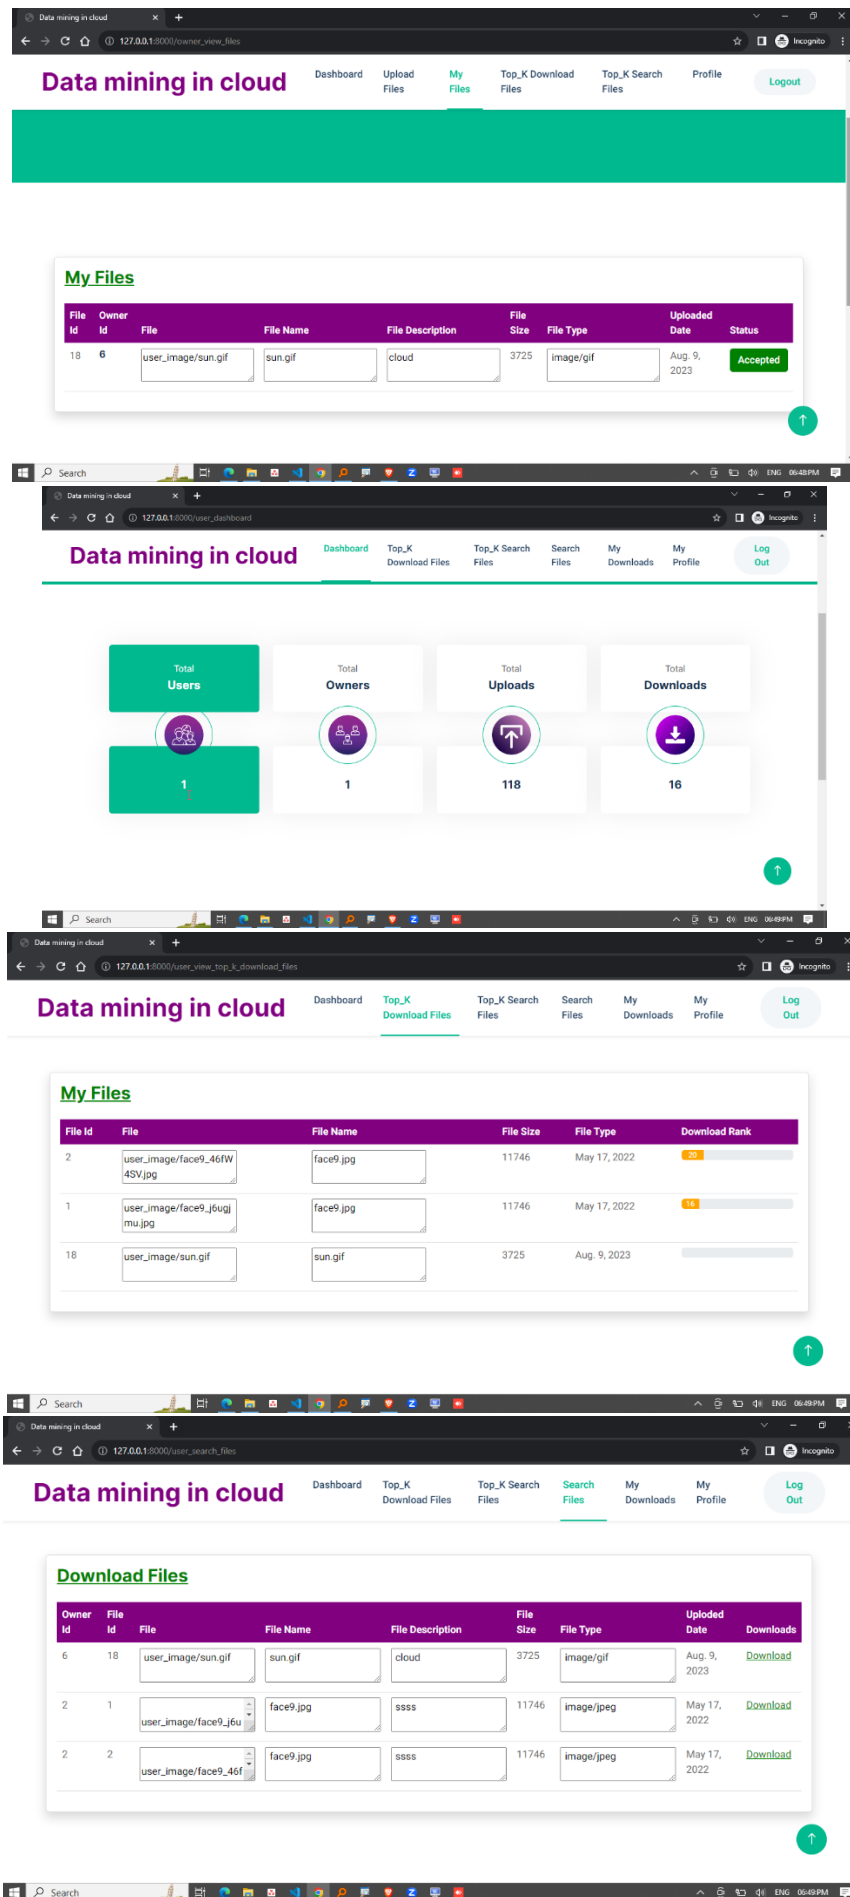 Data mining in cloud
127.0.0.1:8000/owner_view_files
Incognito
Data mining in cloud
Dashboard
Upload
Files
My
Files
Top_K Download
Files
Top_K Search
Files
Profile
Logout
My Files
File
Id
Owner
Id
File
File Name
File Description
File
Size
File Type
Uploaded
Date
Status
18
6
user_image/sun.gif
sun.gif
cloud
3725
image/gif
Aug. 9,
2023
Accepted
Search
ENG
06:48PM
Data mining in cloud
127.0.0.1:8000/user_dashboard
Incognito
Data mining in cloud
Dashboard
Top_K
Download Files
Top_K Search
Files
Search
Files
My
Downloads
My
Profile
Log
Out
Total
Users
Total
Owners
Total
Uploads
Total
Downloads
1
1
118
16
Search
ENG
06:49PM
Data mining in cloud
127.0.0.1:8000/user_view_top_k_download_files
Incognito
Data mining in cloud
Dashboard
Top_K
Download Files
Top_K Search
Files
Search
Files
My
Downloads
My
Profile
Log
Out
My Files
File Id
File
File Name
File Size
File Type
Download Rank
2
user_image/face9_46fW
4SV.jpg
face9.jpg
11746
May 17, 2022
20
1
user_image/face9_j6ugj
mu.jpg
face9.jpg
11746
May 17, 2022
16
18
user_image/sun.gif
sun.gif
3725
Aug. 9, 2023
Search
ENG
06:49PM
Data mining in cloud
127.0.0.1:8000/user_search_files
Incognito
Data mining in cloud
Dashboard
Top_K
Download Files
Top_K Search
Files
Search
Files
My
Downloads
My
Profile
Log
Out
Download Files
Owner
Id
File
Id
File
File Name
File Description
File
Size
File Type
Uploded
Date
Downloads
6
18
user_image/sun.gif
sun.gif
cloud
3725
image/gif
Aug. 9,
2023
Download
2
1
user_image/face9_j6u
face9.jpg
ssss
11746
image/jpeg
May 17,
2022
Download
2
2
user_image/face9_46f
face9.jpg
ssss
11746
image/jpeg
May 17,
2022
Download
Search
ENG
06:49PM